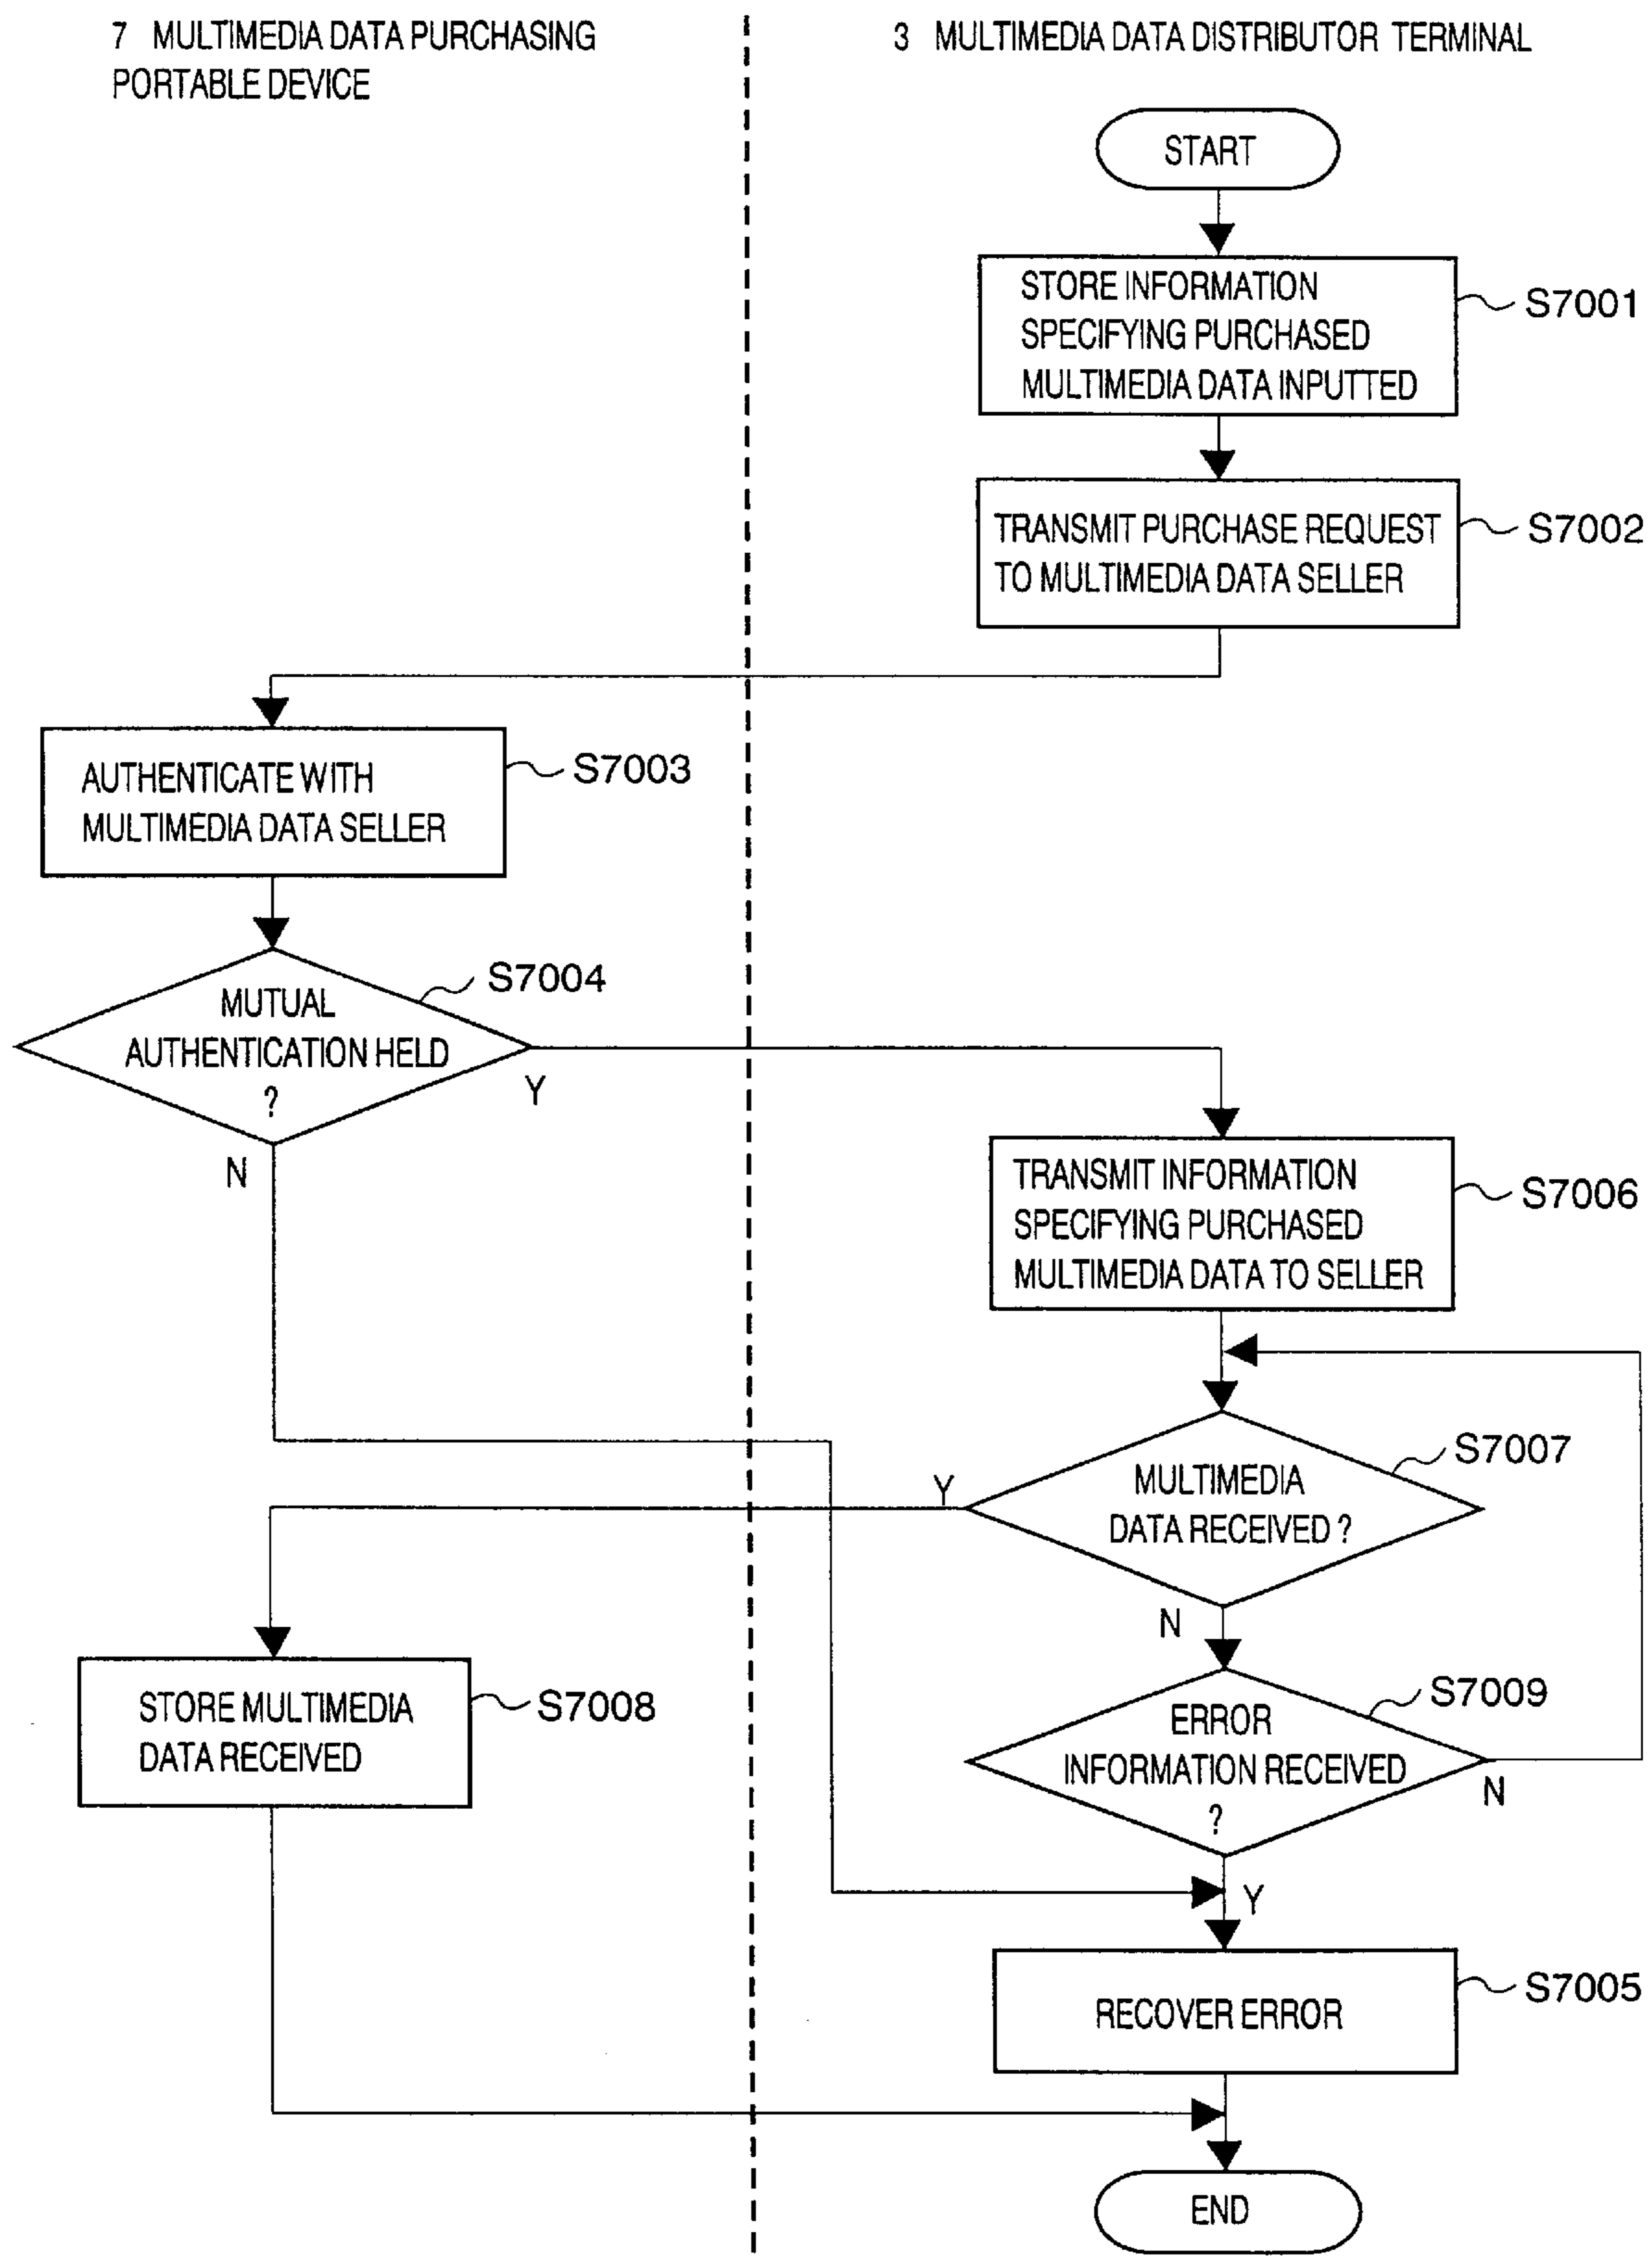 7 MULTIMEDIA DATA PURCHASING
PORTABLE DEVICE
3 MULTIMEDIA DATA DISTRIBUTOR TERMINAL
START
STORE INFORMATION
SPECIFYING PURCHASED
MULTIMEDIA DATA INPUTTED
S7001
TRANSMIT PURCHASE REQUEST
TO MULTIMEDIA DATA SELLER
S7002
AUTHENTICATE WITH
MULTIMEDIA DATA SELLER
S7003
MUTUAL
AUTHENTICATION HELD
?
S7004
Y
N
TRANSMIT INFORMATION
SPECIFYING PURCHASED
MULTIMEDIA DATA TO SELLER
S7006
MULTIMEDIA
DATA RECEIVED ?
S7007
Y
N
STORE MULTIMEDIA
DATA RECEIVED
S7008
ERROR
INFORMATION RECEIVED
?
S7009
N
Y
RECOVER ERROR
S7005
END